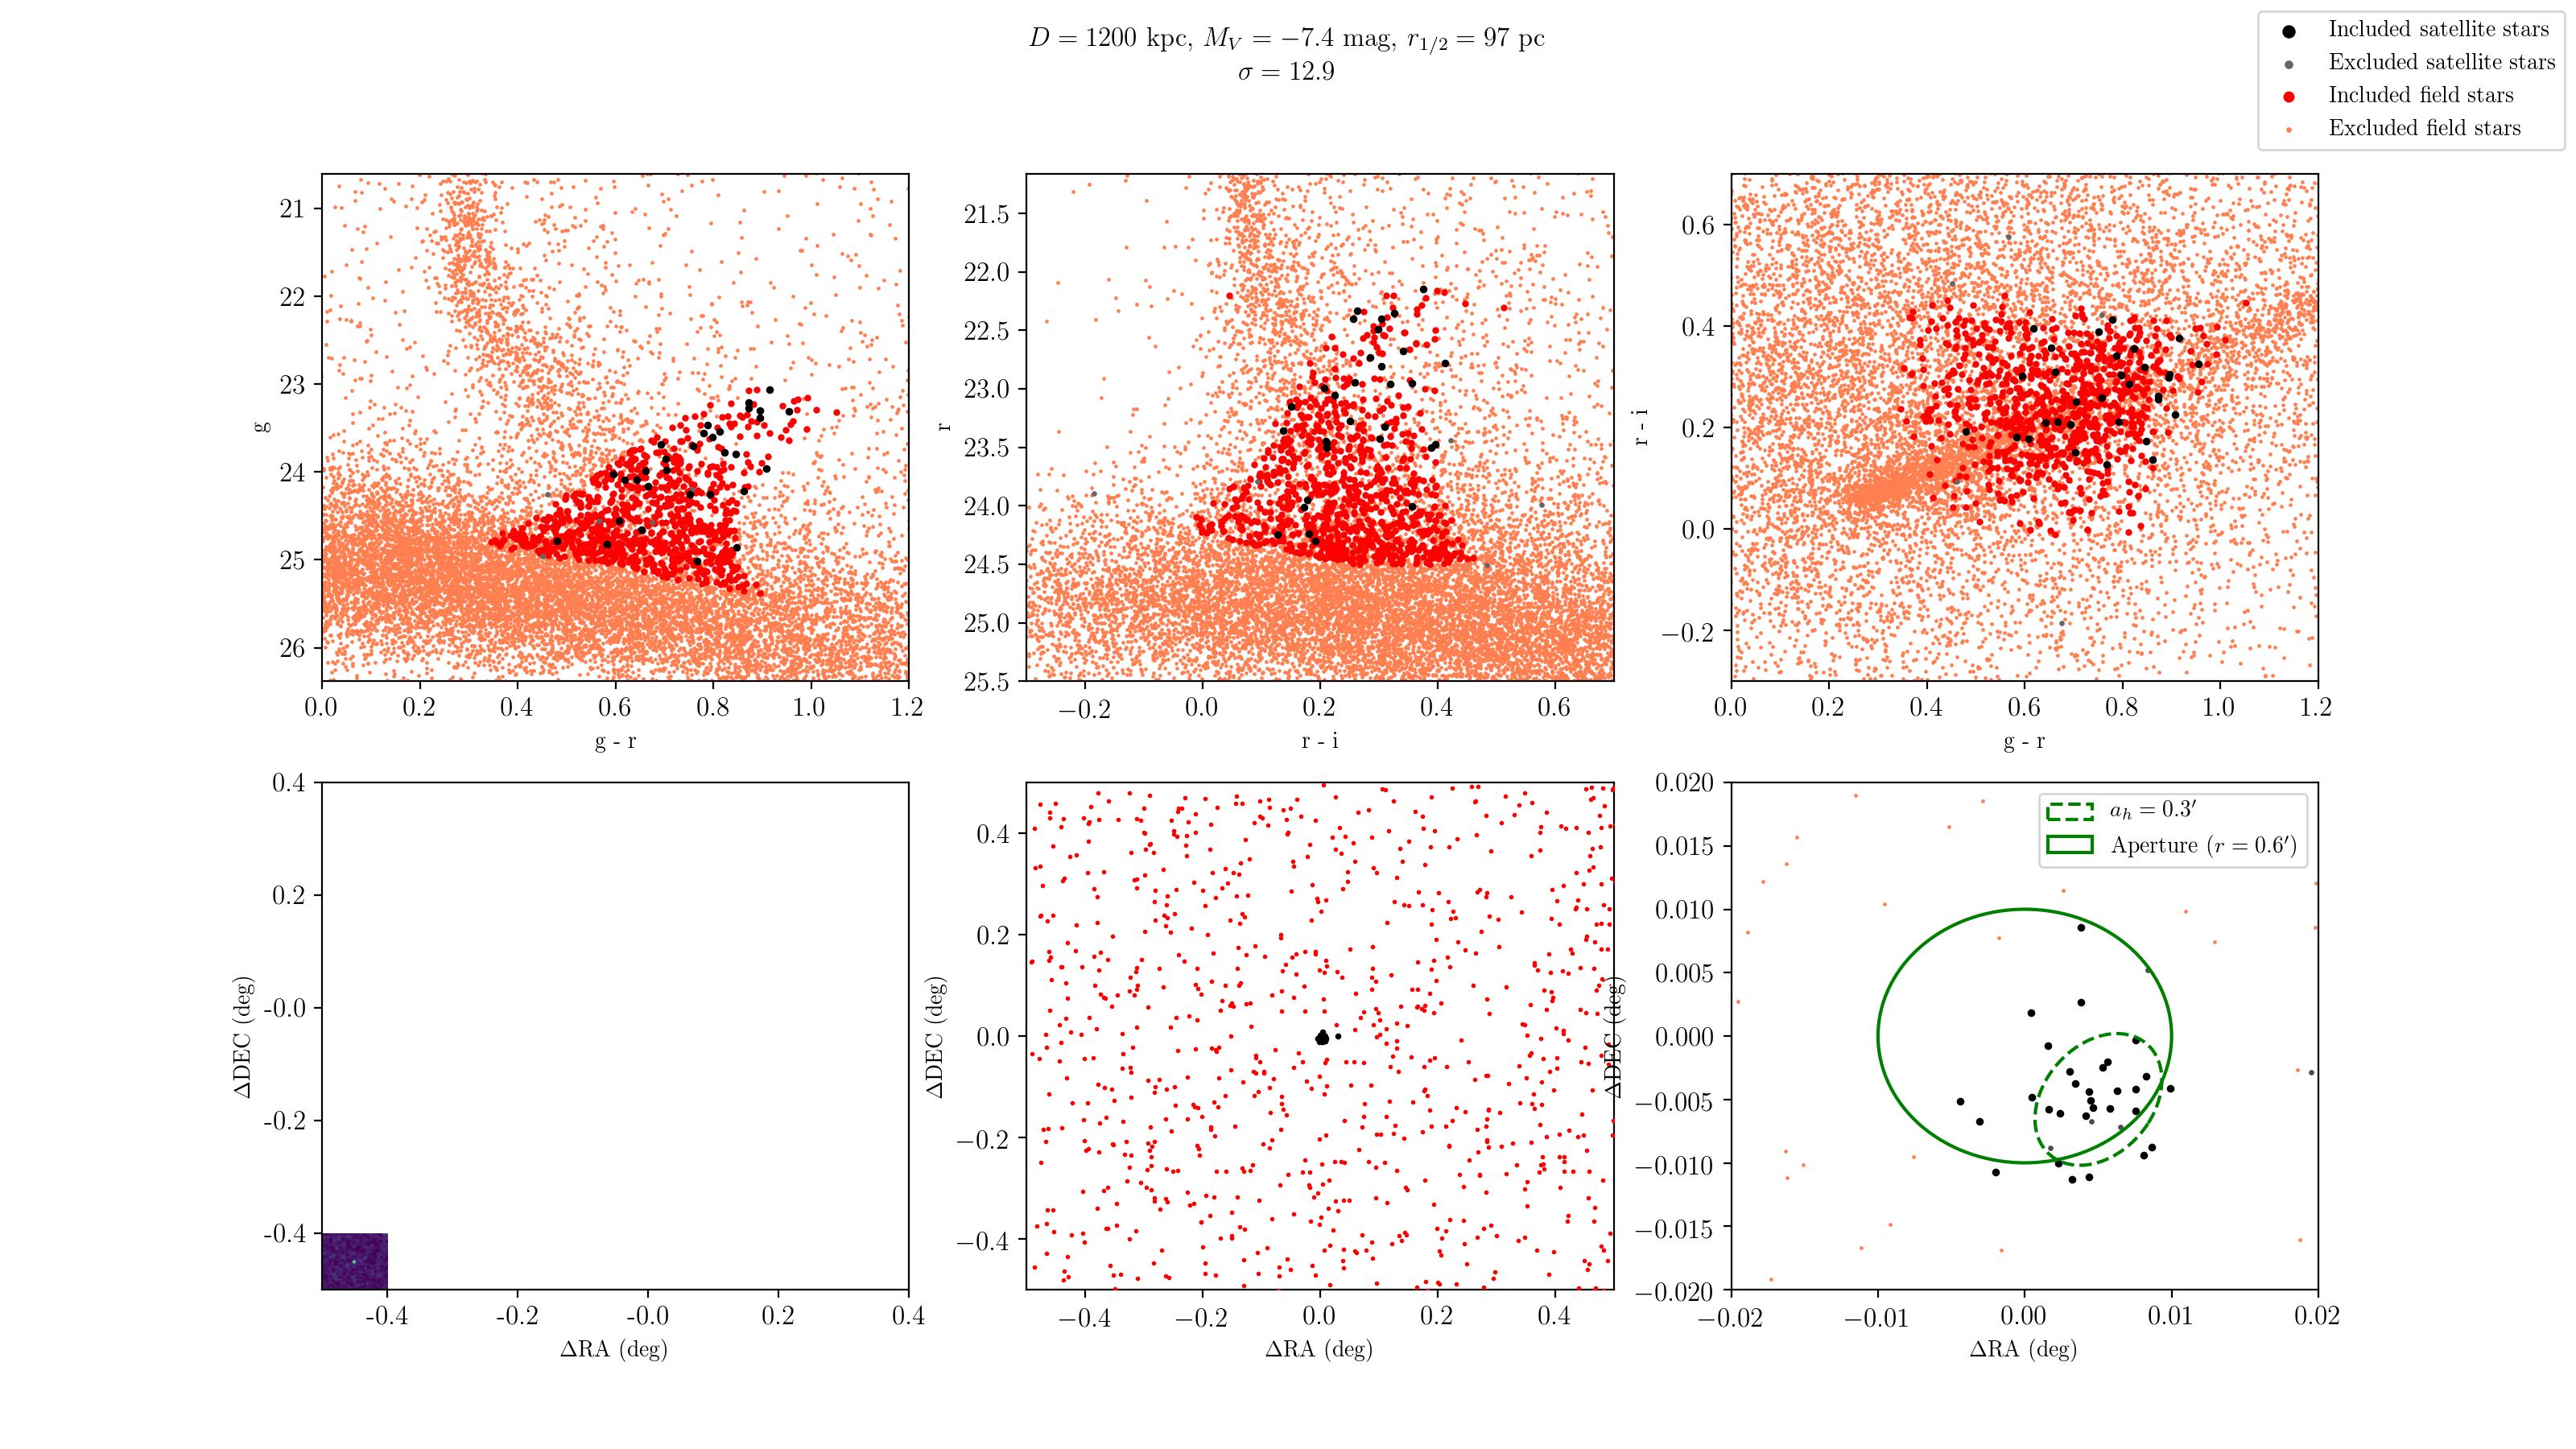 D = 1200 kpc, M_V = −7.4 mag, r_{1/2} = 97 pc
σ = 12.9
Included satellite stars
Excluded satellite stars
Included field stars
Excluded field stars
21
22
23
24
25
26
g
0.0 0.2 0.4 0.6 0.8 1.0 1.2
g - r
21.5
22.0
22.5
23.0
23.5
24.0
24.5
25.0
25.5
r
−0.2 0.0 0.2 0.4 0.6
r - i
0.6
0.4
0.2
0.0
−0.2
r - i
0.0 0.2 0.4 0.6 0.8 1.0 1.2
g - r
0.4
0.2
-0.0
-0.2
-0.4
ΔDEC (deg)
-0.4 -0.2 -0.0 0.2 0.4
ΔRA (deg)
0.4
0.2
0.0
−0.2
−0.4
ΔDEC (deg)
−0.4 −0.2 0.0 0.2 0.4
ΔRA (deg)
0.020
0.015
0.010
0.005
0.000
−0.005
−0.010
−0.015
−0.020
ΔDEC (deg)
a_h = 0.3′
Aperture (r = 0.6′)
−0.02 −0.01 0.00 0.01 0.02
ΔRA (deg)